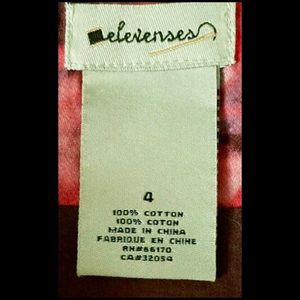 elevenses
4
100% COTTON
100% COTON
MADE IN CHINA
FABRIQUE EN CHINE
RN#66170
CA#32054